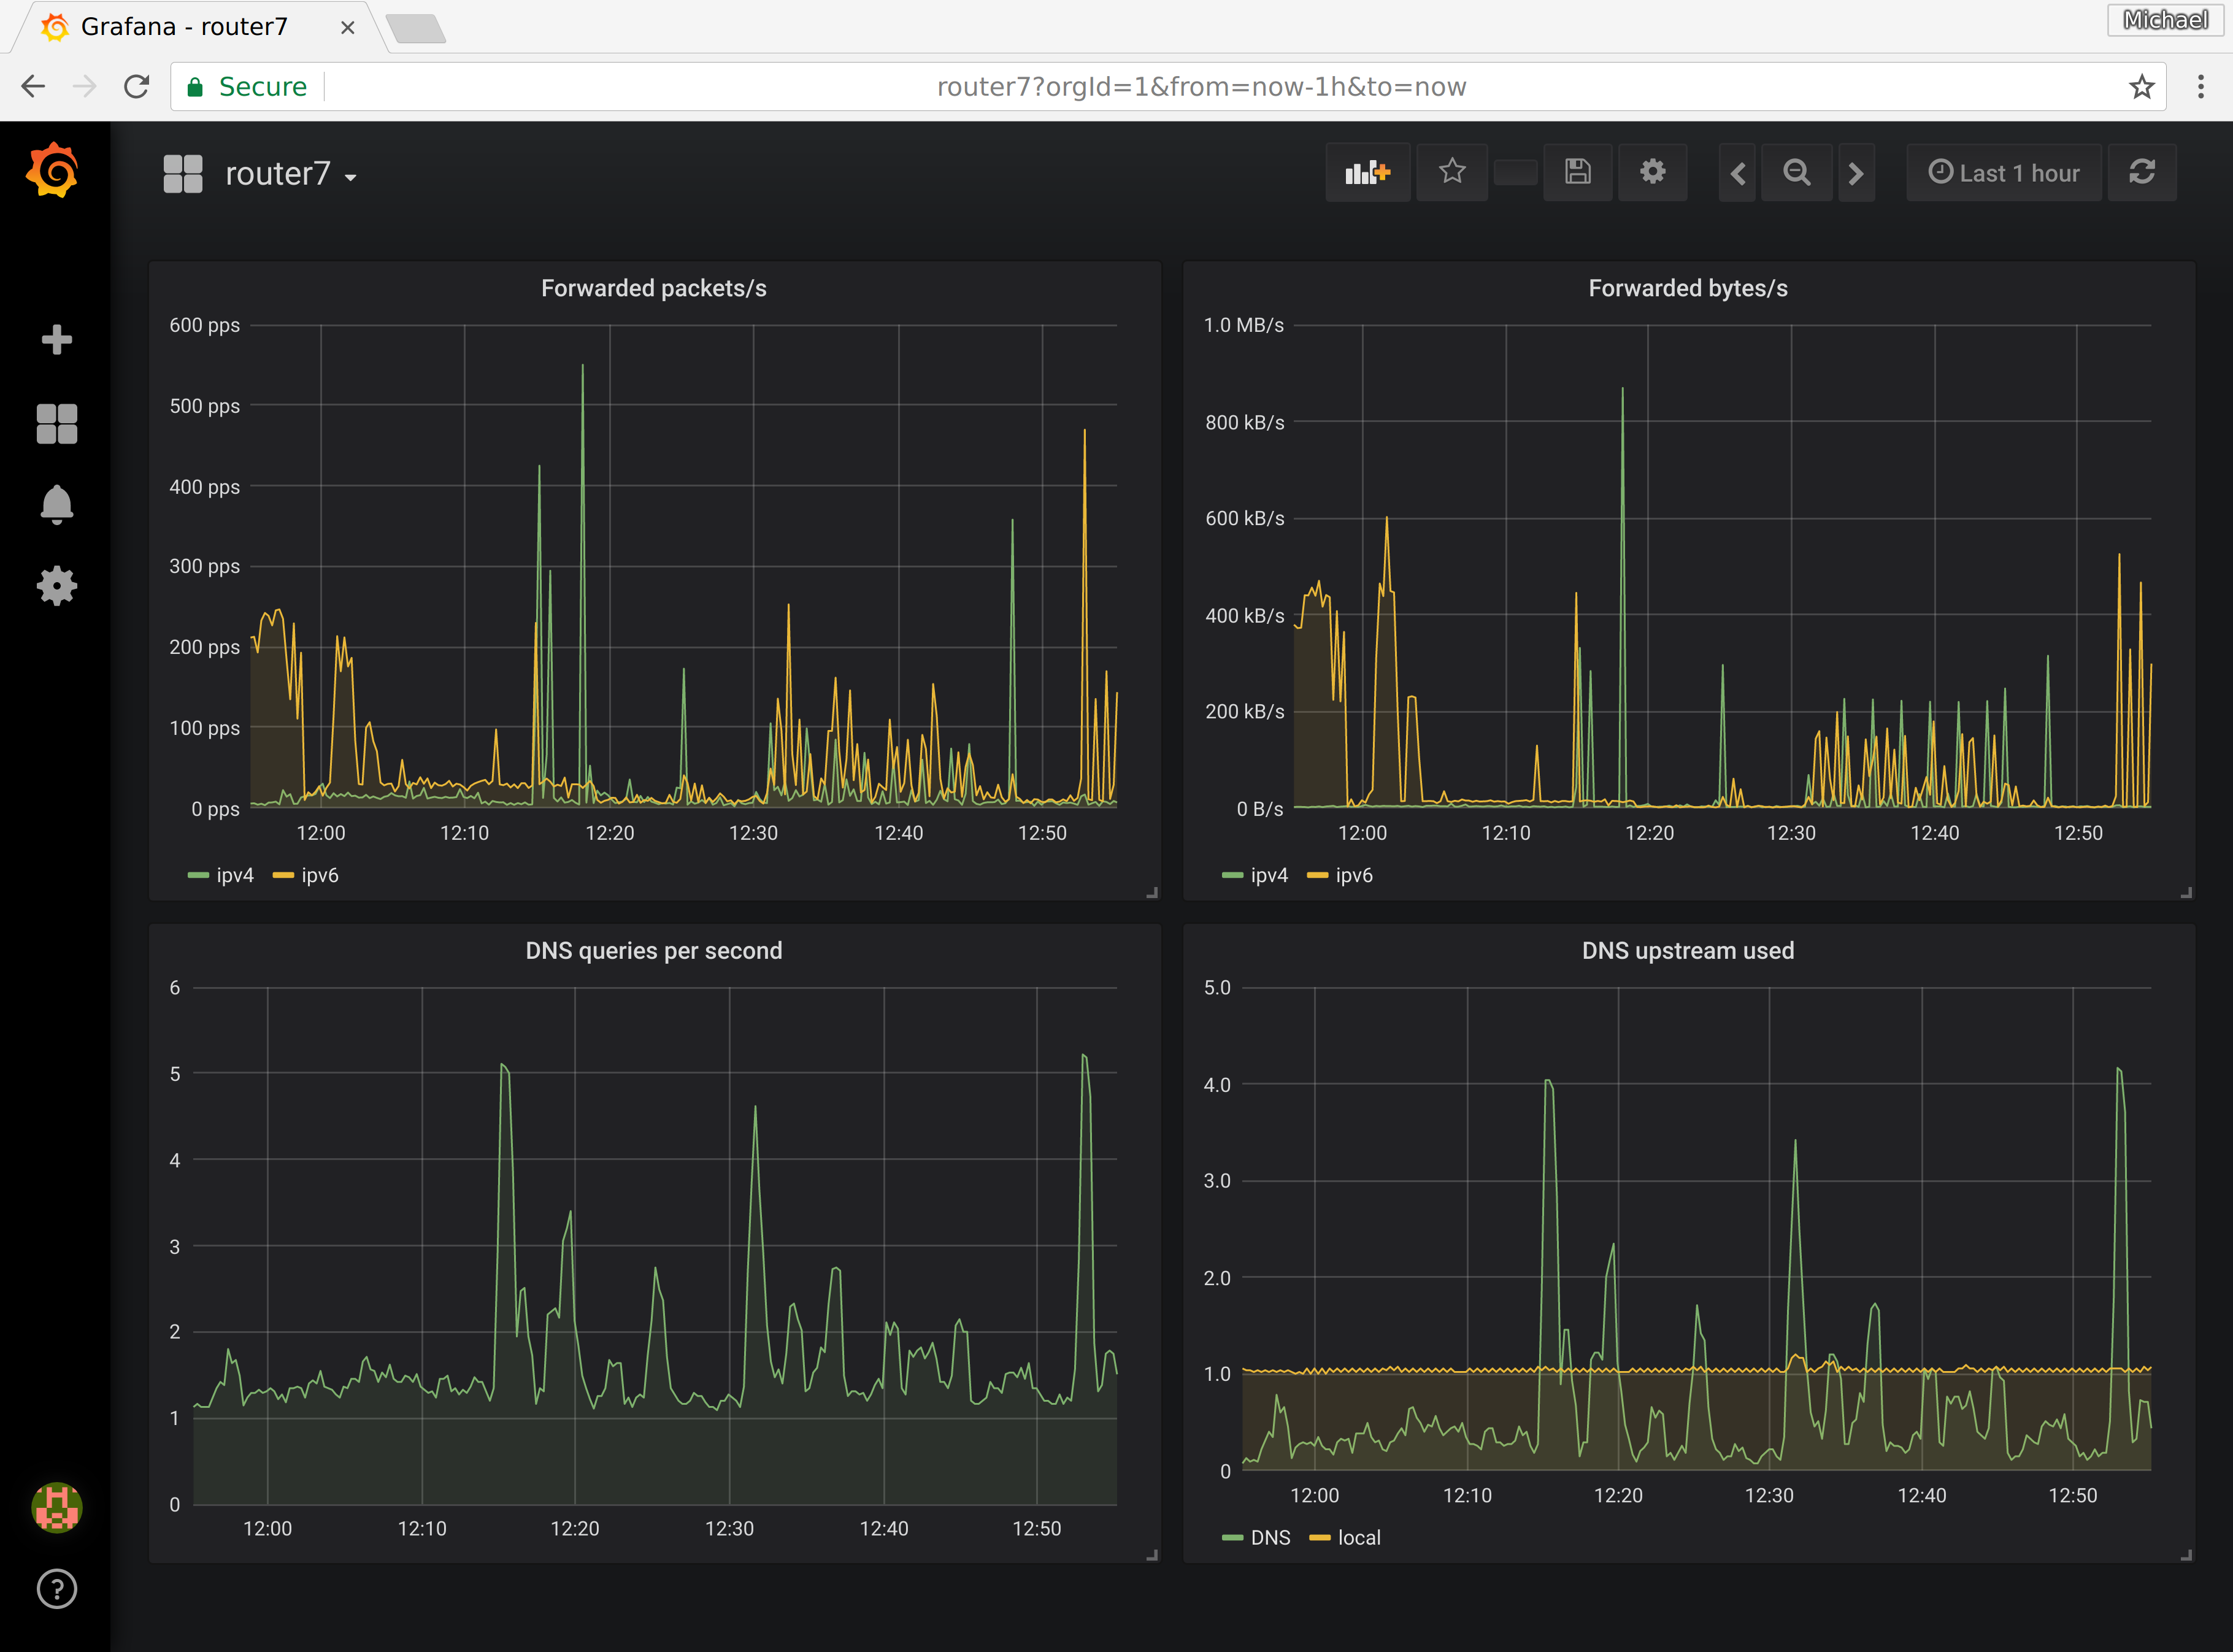 Grafana - router7
Michael
Secure
router7?orgId=1&from=now-1h&to=now
router7
Last 1 hour
Forwarded packets/s
600 pps
500 pps
400 pps
300 pps
200 pps
100 pps
0 pps
12:00 12:10 12:20 12:30 12:40 12:50
ipv4 ipv6
Forwarded bytes/s
1.0 MB/s
800 kB/s
600 kB/s
400 kB/s
200 kB/s
0 B/s
12:00 12:10 12:20 12:30 12:40 12:50
ipv4 ipv6
DNS queries per second
6
5
4
3
2
1
0
12:00 12:10 12:20 12:30 12:40 12:50
DNS upstream used
5.0
4.0
3.0
2.0
1.0
0
12:00 12:10 12:20 12:30 12:40 12:50
DNS local